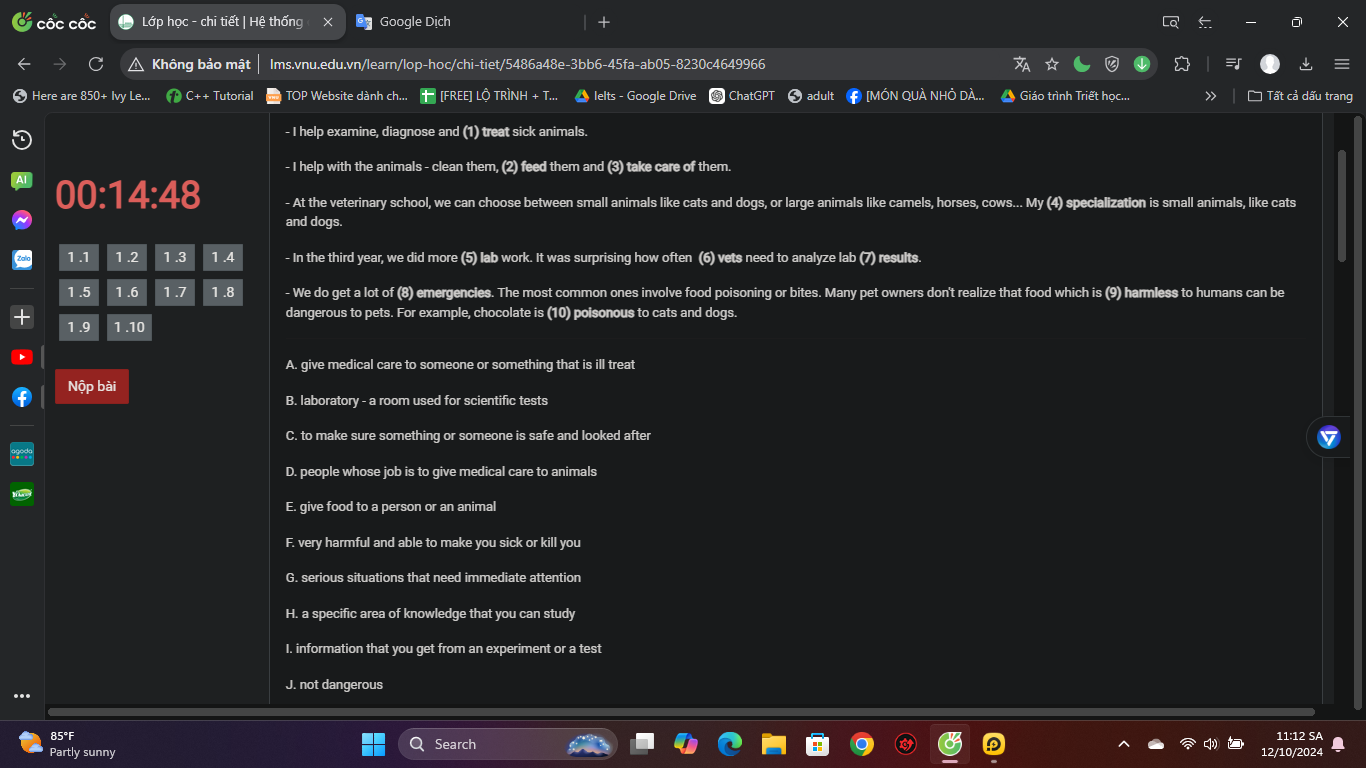 cốc cốc
Lớp học - chi tiết | Hệ thống
Google Dịch
Không bảo mật
lms.vnu.edu.vn/learn/lop-hoc/chi-tiet/5486a48e-3bb6-45fa-ab05-8230c4649966
Here are 850+ Ivy Le...
C++ Tutorial
TOP Website dành ch...
[FREE] LỘ TRÌNH + T...
Ielts - Google Drive
ChatGPT
adult
[MÓN QUÀ NHỎ DÀ...
Giáo trình Triết học...
Tất cả dấu trang
AI
Zalo
agoda
00:14:48
1 .1 1 .2 1 .3 1 .4
1 .5 1 .6 1 .7 1 .8
1 .9 1 .10
Nộp bài
- I help examine, diagnose and (1) treat sick animals.
- I help with the animals - clean them, (2) feed them and (3) take care of them.
- At the veterinary school, we can choose between small animals like cats and dogs, or large animals like camels, horses, cows... My (4) specialization is small animals, like cats
and dogs.
- In the third year, we did more (5) lab work. It was surprising how often (6) vets need to analyze lab (7) results.
- We do get a lot of (8) emergencies. The most common ones involve food poisoning or bites. Many pet owners don't realize that food which is (9) harmless to humans can be
dangerous to pets. For example, chocolate is (10) poisonous to cats and dogs.
A. give medical care to someone or something that is ill treat
B. laboratory - a room used for scientific tests
C. to make sure something or someone is safe and looked after
D. people whose job is to give medical care to animals
E. give food to a person or an animal
F. very harmful and able to make you sick or kill you
G. serious situations that need immediate attention
H. a specific area of knowledge that you can study
I. information that you get from an experiment or a test
J. not dangerous
85°F
Partly sunny
Search
11:12 SA
12/10/2024